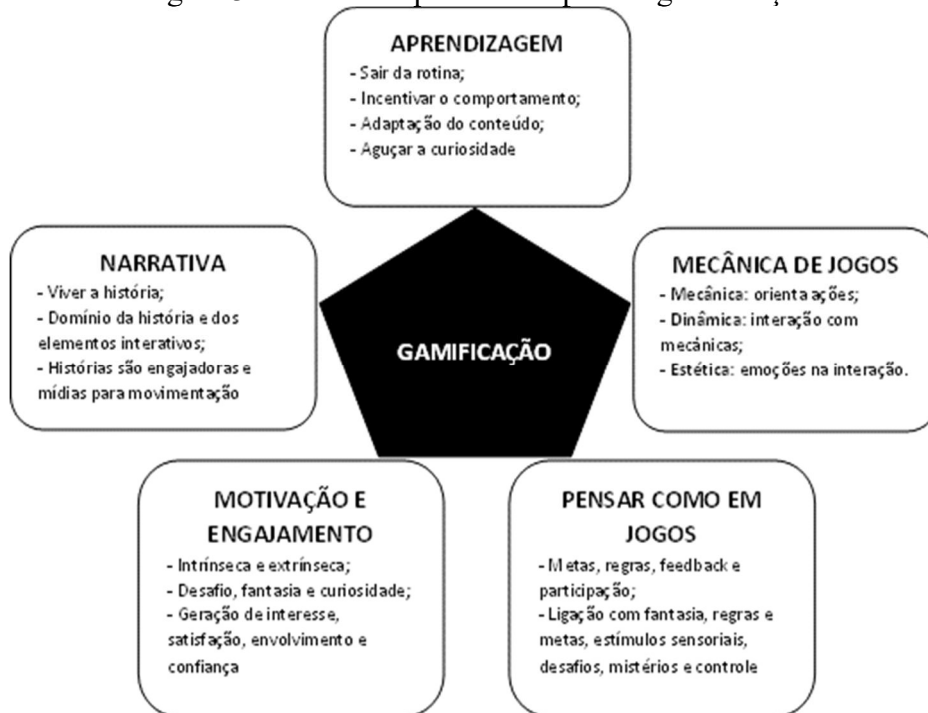 APRENDIZAGEM
- Sair da rotina;
- Incentivar o comportamento;
- Adaptação do conteúdo;
- Aguçar a curiosidade
NARRATIVA
- Viver a história;
- Domínio da história e dos
elementos interativos;
- Histórias são engajadoras e
mídias para movimentação
MECÂNICA DE JOGOS
- Mecânica: orienta ações;
- Dinâmica: interação com
mecânicas;
- Estética: emoções na interação.
GAMIFICAÇÃO
MOTIVAÇÃO E
ENGAJAMENTO
- Intrínseca e extrínseca;
- Desafio, fantasia e curiosidade;
- Geração de interesse,
satisfação, envolvimento e
confiança
PENSAR COMO EM
JOGOS
- Metas, regras, feedback e
participação;
- Ligação com fantasia, regras e
metas, estímulos sensoriais,
desafios, mistérios e controle